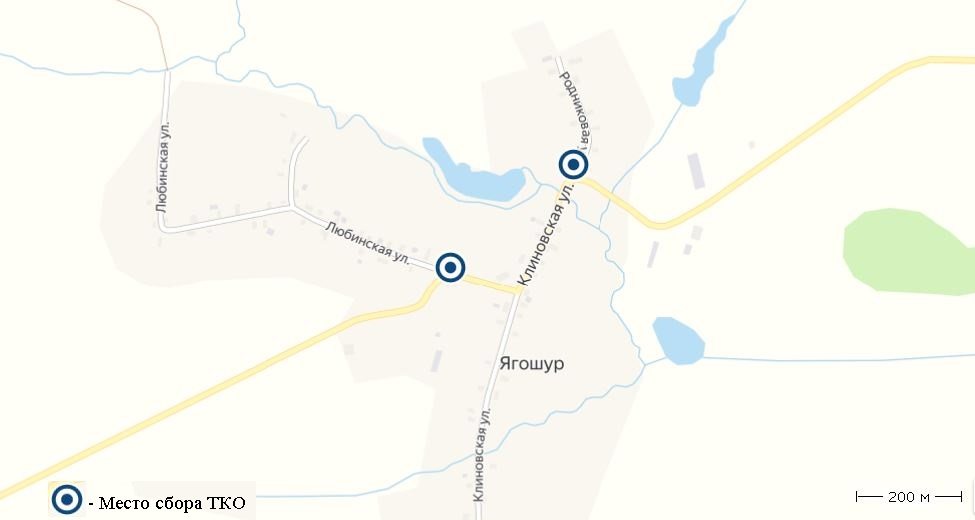 Родниковая
Любинская ул.
Клиновская ул.
Любинская ул.
Ягошур
Клиновская ул.
- Место сбора ТКО
200 м